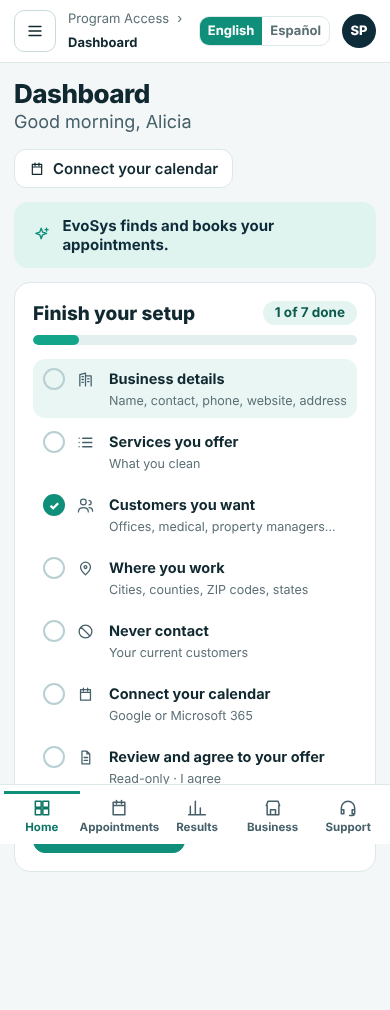 Program Access ›
Dashboard
English
Español
SP
Dashboard
Good morning, Alicia
Connect your calendar
EvoSys finds and books your
appointments.
Finish your setup
1 of 7 done
Business details
Name, contact, phone, website, address
Services you offer
What you clean
Customers you want
Offices, medical, property managers...
Where you work
Cities, counties, ZIP codes, states
Never contact
Your current customers
Connect your calendar
Google or Microsoft 365
Review and agree to your offer
Read-only · I agree
Home
Appointments
Results
Business
Support